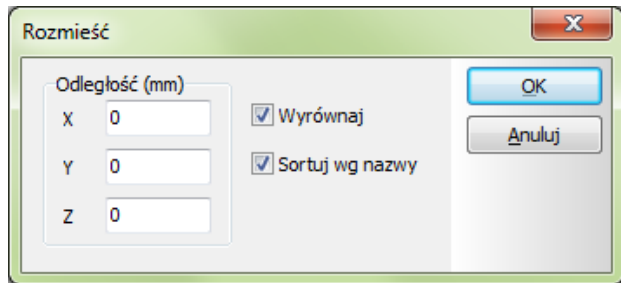 Rozmieść
Odległość (mm)
X 0
Y 0
Z 0
Wyrównaj
Sortuj wg nazwy
OK
Anuluj